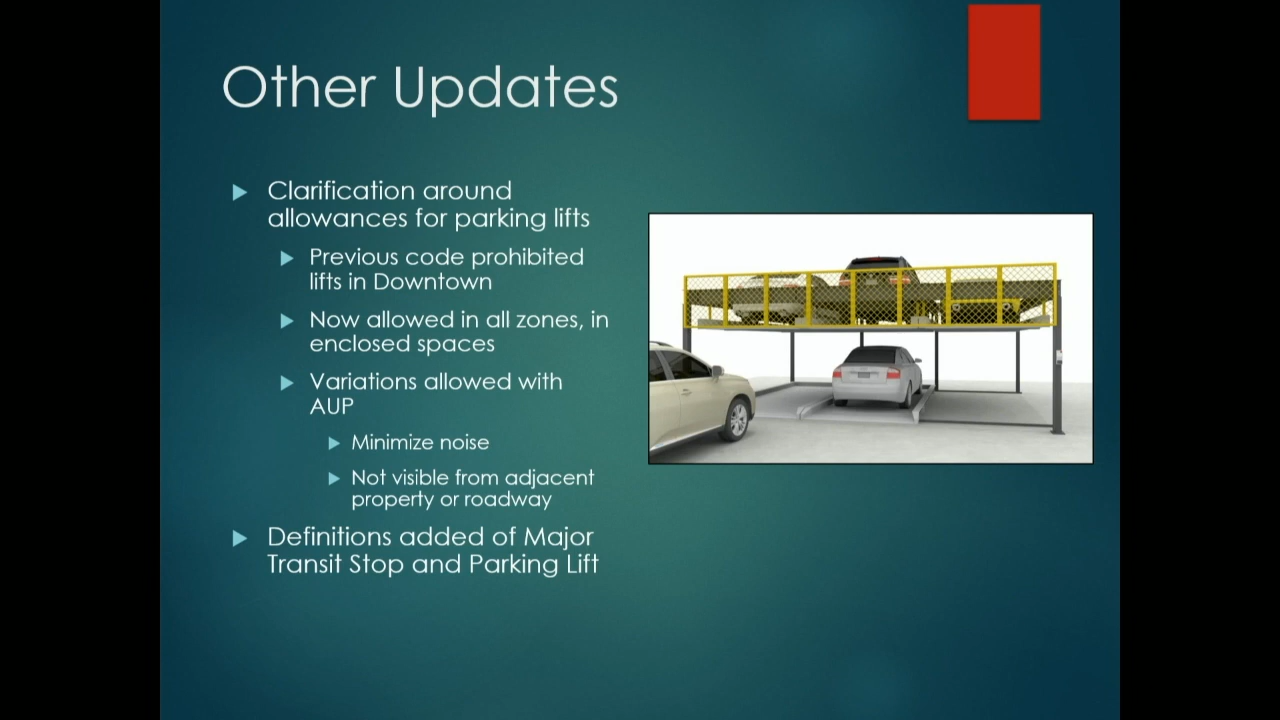 Other Updates
Clarification around
allowances for parking lifts
Previous code prohibited
lifts in Downtown
Now allowed in all zones, in
enclosed spaces
Variations allowed with
AUP
Minimize noise
Not visible from adjacent
property or roadway
Definitions added of Major
Transit Stop and Parking Lift